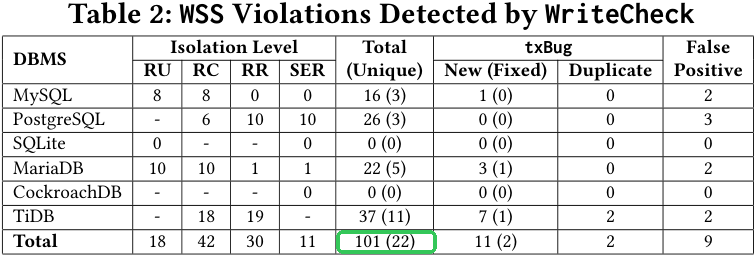 Table 2: WSS Violations Detected by WriteCheck
DBMS Isolation Level Total txBug False
RU RC RR SER (Unique) New (Fixed) Duplicate Positive
MySQL 8 8 0 0 16 (3) 1 (0) 0 2
PostgreSQL - 6 10 10 26 (3) 0 (0) 0 3
SQLite 0 - - 0 0 (0) 0 (0) 0 0
MariaDB 10 10 1 1 22 (5) 3 (1) 0 2
CockroachDB - - - 0 0 (0) 0 (0) 0 0
TiDB - 18 19 - 37 (11) 7 (1) 2 2
Total 18 42 30 11 101 (22) 11 (2) 2 9